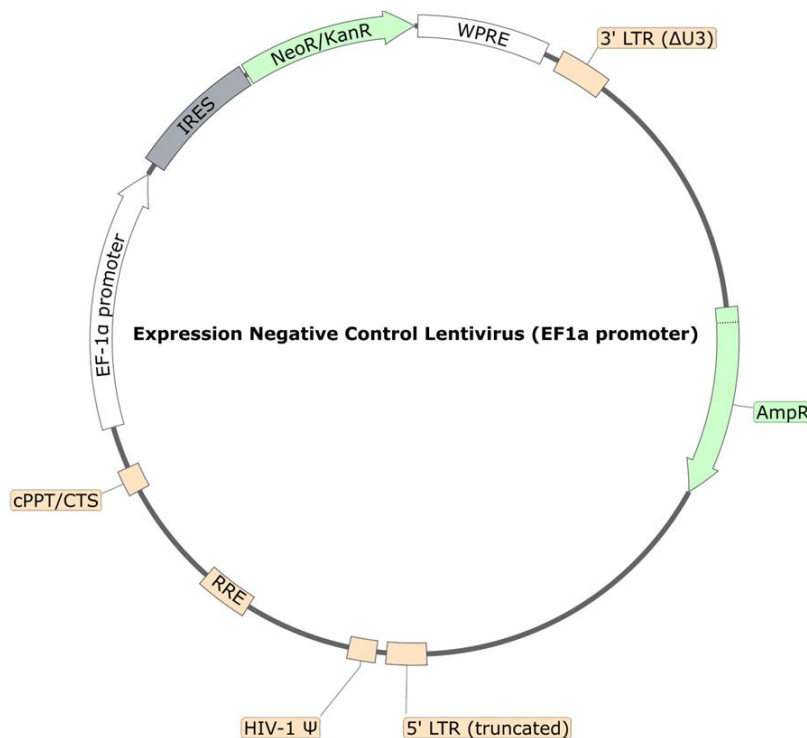 NeoR/KanR
WPRE
3' LTR (ΔU3)
IRES
EF-1α promoter
Expression Negative Control Lentivirus (EF1a promoter)
AmpR
cPPT/CTS
RRE
HIV-1 Ψ
5' LTR (truncated)